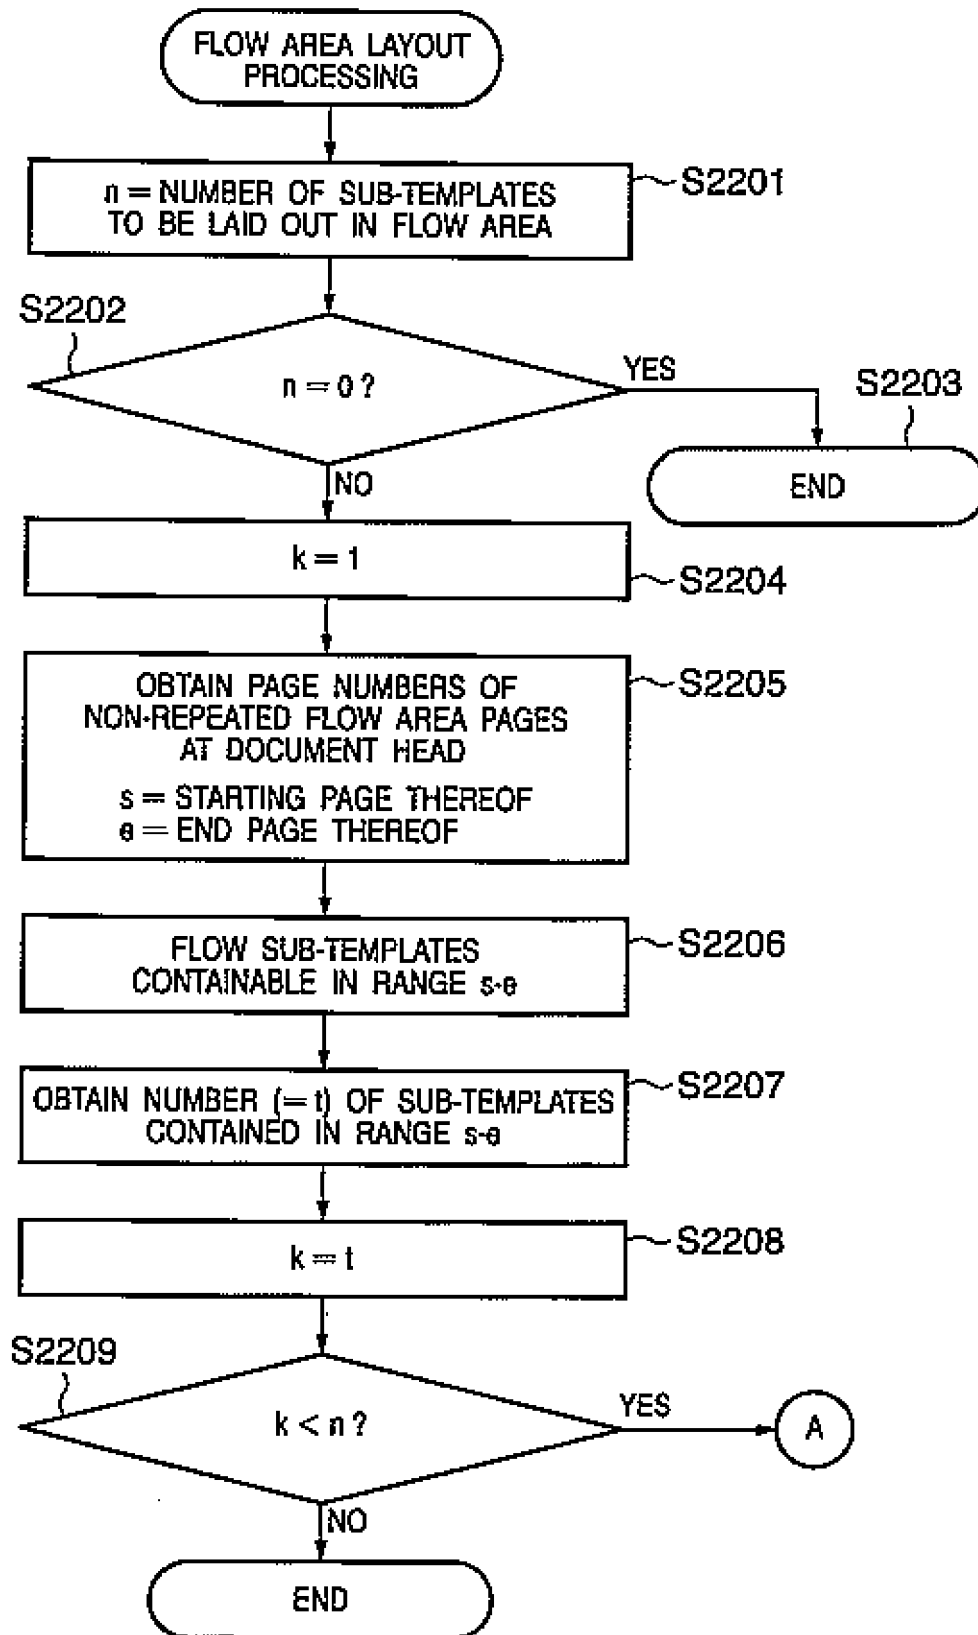 FLOW AREA LAYOUT
PROCESSING
n = NUMBER OF SUB-TEMPLATES
TO BE LAID OUT IN FLOW AREA
S2201
S2202
n = 0 ?
YES
S2203
END
NO
k = 1
S2204
OBTAIN PAGE NUMBERS OF
NON-REPEATED FLOW AREA PAGES
AT DOCUMENT HEAD
s = STARTING PAGE THEREOF
e = END PAGE THEREOF
S2205
FLOW SUB-TEMPLATES
CONTAINABLE IN RANGE s-e
S2206
OBTAIN NUMBER (= t) OF SUB-TEMPLATES
CONTAINED IN RANGE s-e
S2207
k = t
S2208
S2209
k < n ?
YES
A
NO
END